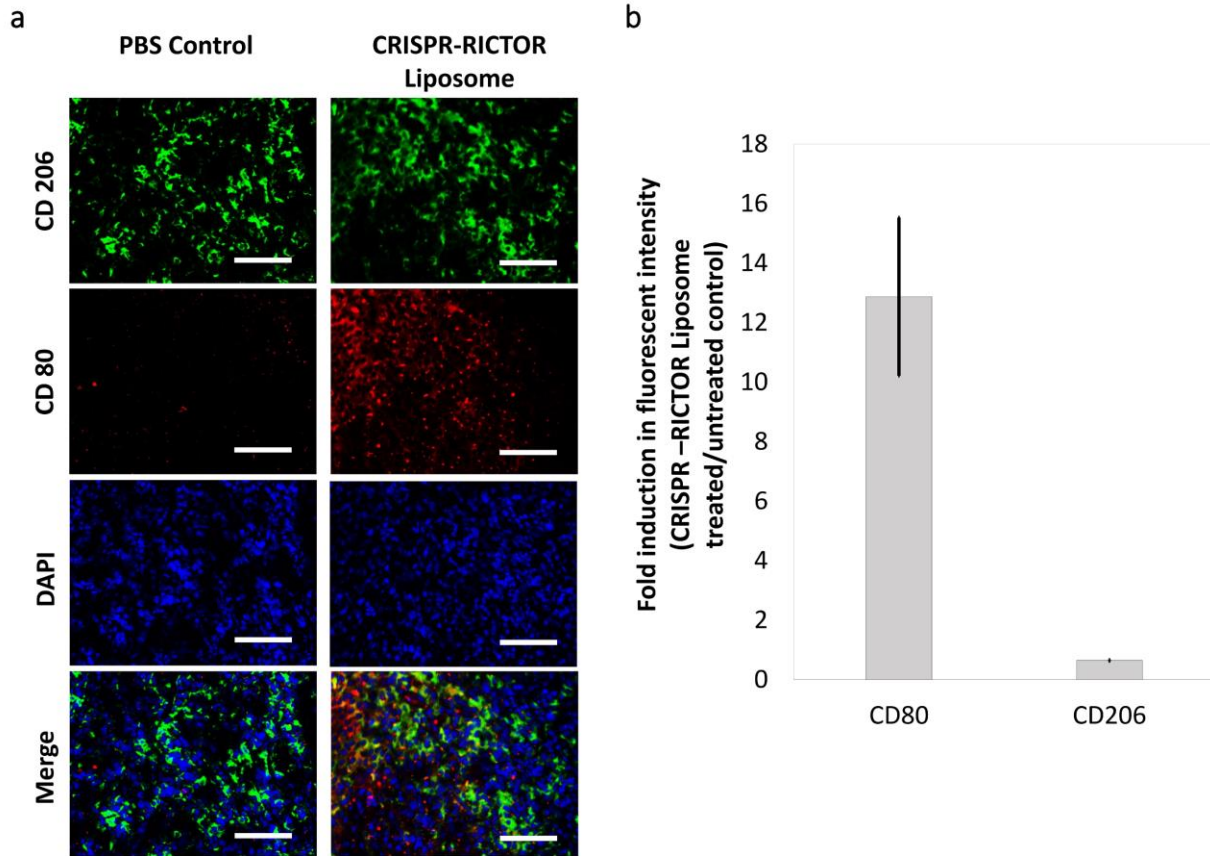 a
PBS Control
CRISPR-RICTOR
Liposome
CD 206
CD 80
DAPI
Merge
b
Fold induction in fluorescent intensity
(CRISPR –RICTOR Liposome
treated/untreated control)
18
16
14
12
10
8
6
4
2
0
CD80
CD206